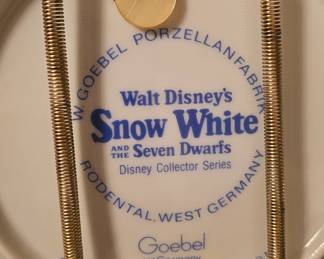 W. GOEBEL PORZELLANFABRIK
Walt Disney's
Snow White
AND THE Seven Dwarfs
Disney Collector Series
RODENTAL, WEST GERMANY
Goebel